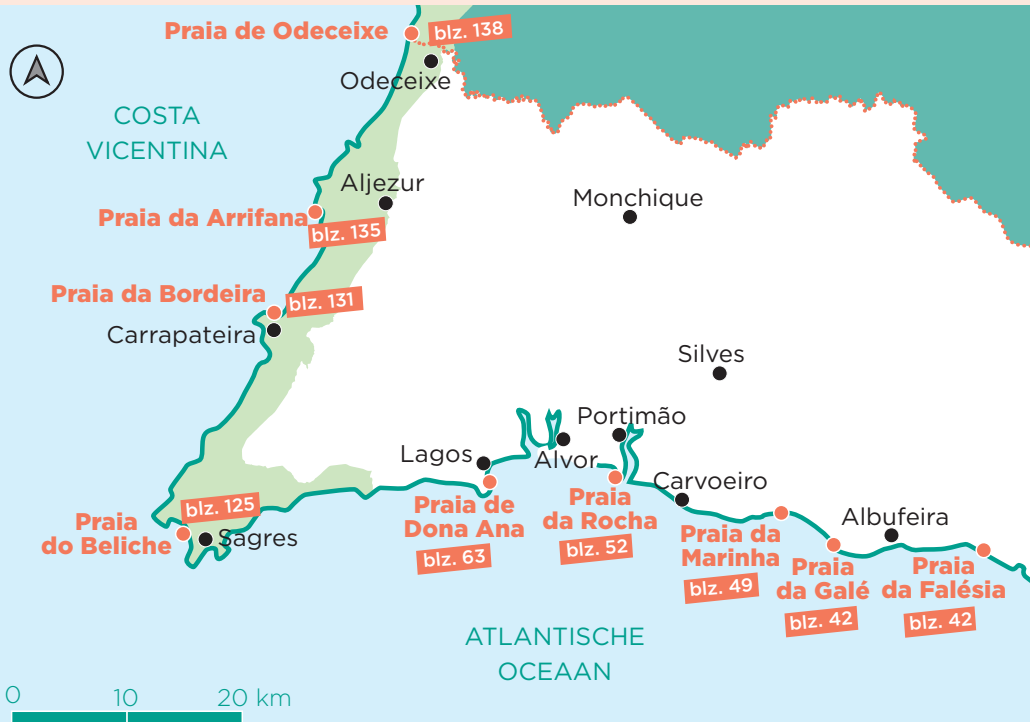 Praia de Odeceixe
blz. 138
Odeceixe
COSTA
VICENTINA
Aljezur
Monchique
Praia da Arrifana
blz. 135
Praia da Bordeira
blz. 131
Carrapateira
Silves
Portimão
Lagos
Alvor
Carvoeiro
blz. 125
Praia
do Beliche
Sagres
Praia de
Dona Ana
blz. 63
Praia
da Rocha
blz. 52
Praia da
Marinha
blz. 49
Albufeira
Praia
da Galé
blz. 42
Praia
da Falésia
blz. 42
ATLANTISCHE
OCEAAN
0 10 20 km